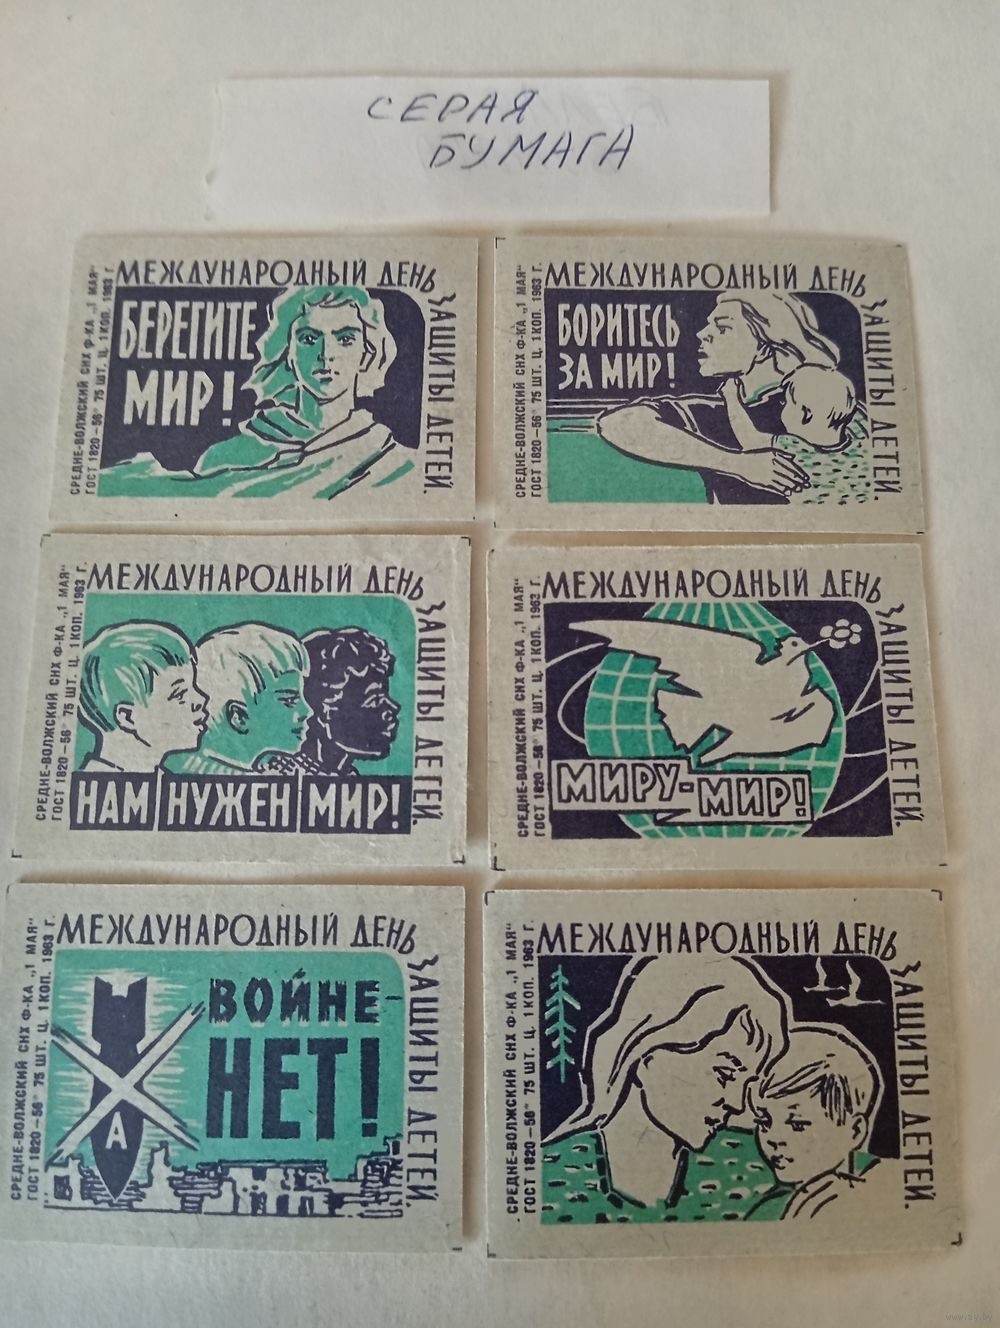 СЕРАЯ
БУМАГА
МЕЖДУНАРОДНЫЙ ДЕНЬ
ЗАЩИТЫ ДЕТЕЙ.
СРЕДНЕ-ВОЛЖСКИЙ СНХ Ф-КА „1 МАЯ“
ГОСТ 1820–56* 75 ШТ. Ц. 1 КОП. 1963 Г.
БЕРЕГИТЕ
МИР!
МЕЖДУНАРОДНЫЙ ДЕНЬ
ЗАЩИТЫ ДЕТЕЙ.
СРЕДНЕ-ВОЛЖСКИЙ СНХ Ф-КА „1 МАЯ“
ГОСТ 1820–56* 75 ШТ. Ц. 1 КОП. 1963 Г.
БОРИТЕСЬ
ЗА МИР!
МЕЖДУНАРОДНЫЙ ДЕНЬ
ЗАЩИТЫ ДЕТЕЙ.
СРЕДНЕ-ВОЛЖСКИЙ СНХ Ф-КА „1 МАЯ“
ГОСТ 1820–56* 75 ШТ. Ц. 1 КОП. 1963 Г.
НАМ НУЖЕН МИР!
МЕЖДУНАРОДНЫЙ ДЕНЬ
ЗАЩИТЫ ДЕТЕЙ.
СРЕДНЕ-ВОЛЖСКИЙ СНХ Ф-КА „1 МАЯ“
ГОСТ 1820–56* 75 ШТ. Ц. 1 КОП. 1963 Г.
МИРУ-МИР!
МЕЖДУНАРОДНЫЙ ДЕНЬ
ЗАЩИТЫ ДЕТЕЙ.
СРЕДНЕ-ВОЛЖСКИЙ СНХ Ф-КА „1 МАЯ“
ГОСТ 1820–56* 75 ШТ. Ц. 1 КОП. 1963 Г.
ВОЙНЕ-
НЕТ!
А
МЕЖДУНАРОДНЫЙ ДЕНЬ
ЗАЩИТЫ ДЕТЕЙ.
СРЕДНЕ-ВОЛЖСКИЙ СНХ Ф-КА „1 МАЯ“
ГОСТ 1820–56* 75 ШТ. Ц. 1 КОП. 1963 Г.